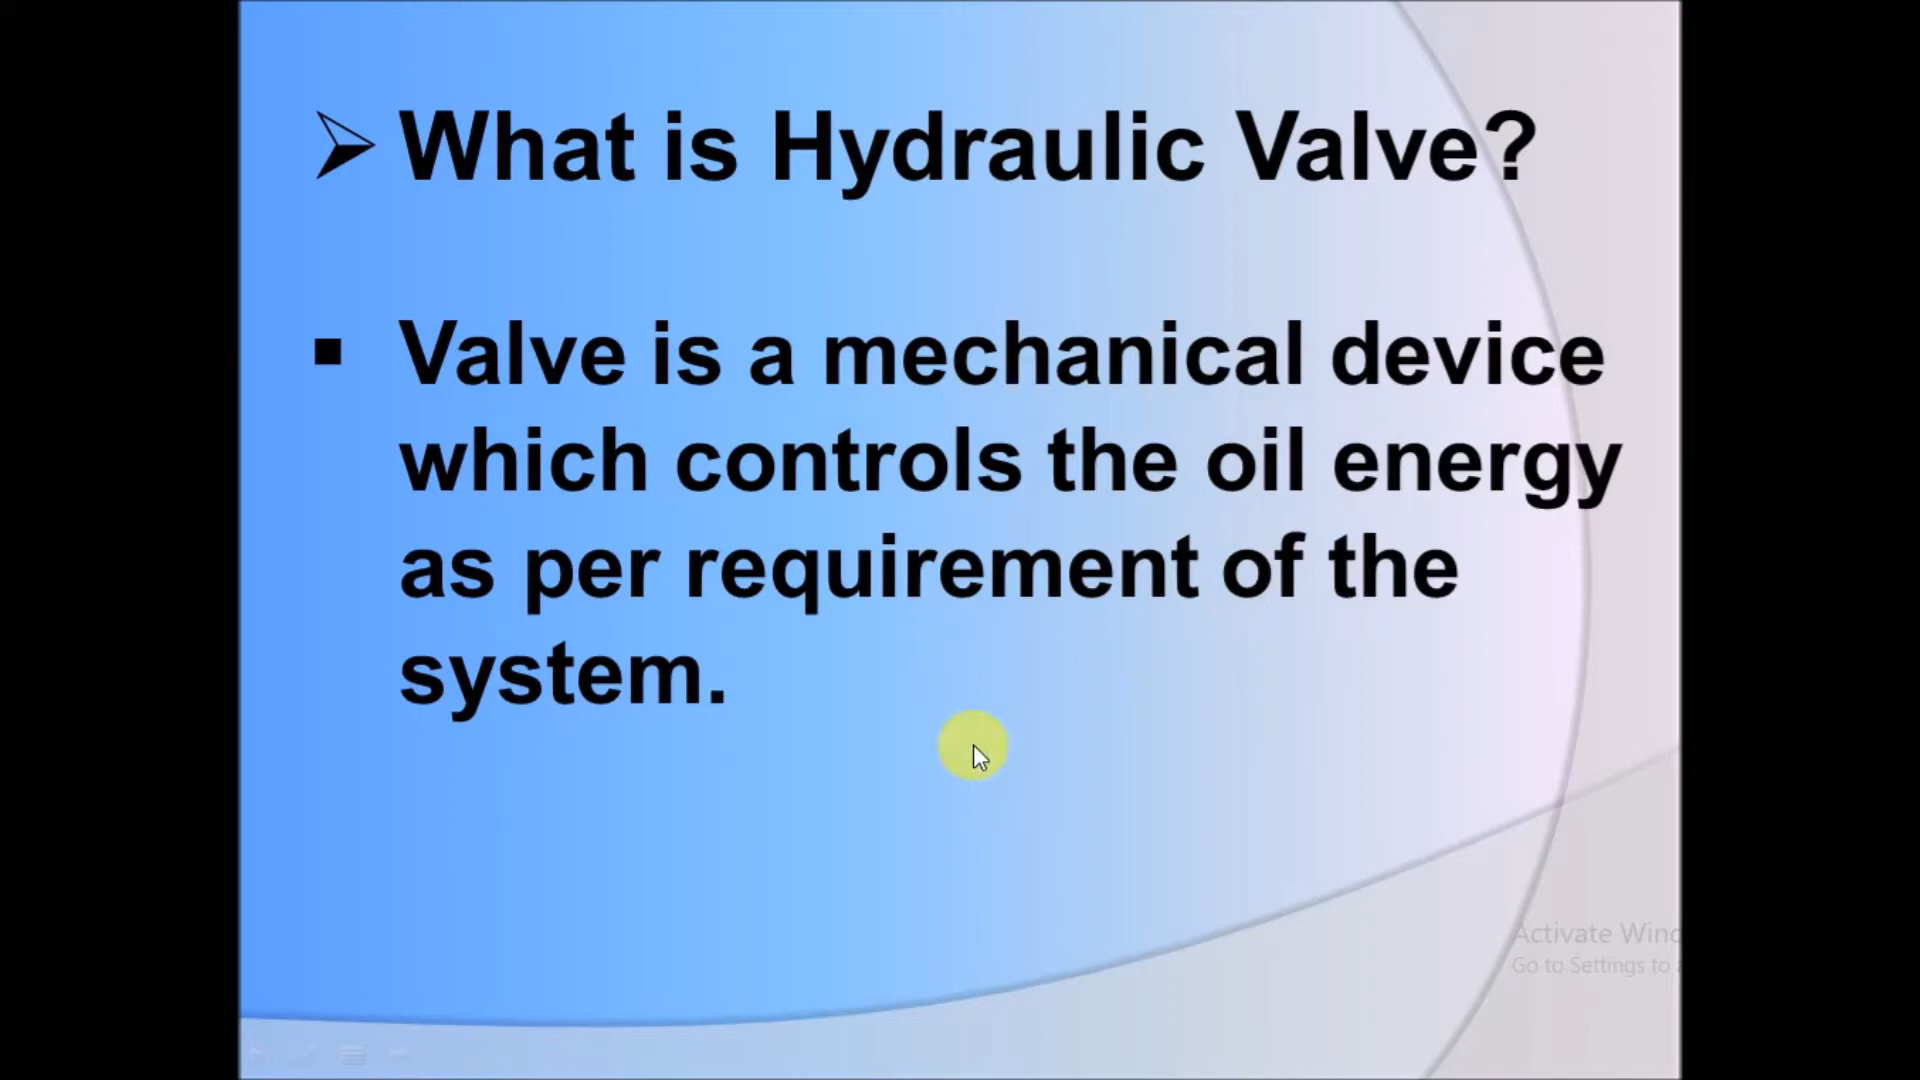 What is Hydraulic Valve?
Valve is a mechanical device
which controls the oil energy
as per requirement of the
system.
Activate Wind
Go to Settings to a